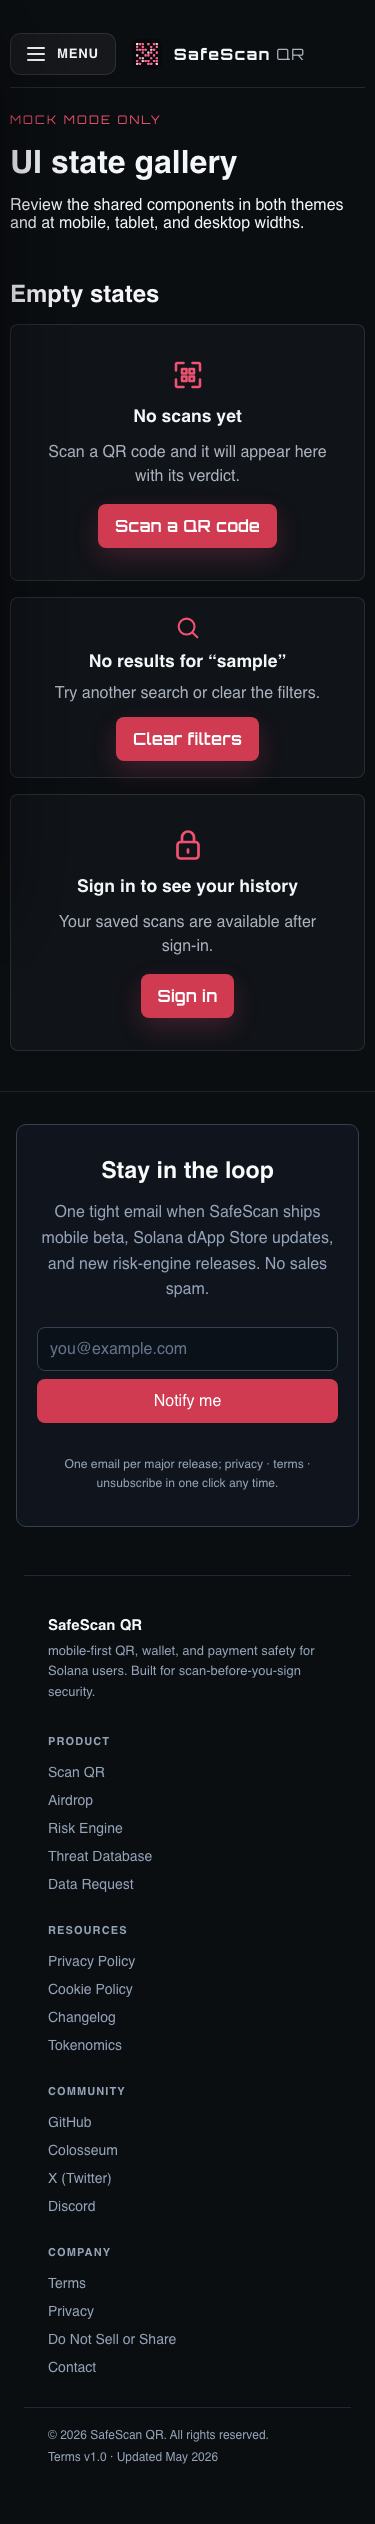 MENU
SafeScan QR
MOCK MODE ONLY
UI state gallery
Review the shared components in both themes
and at mobile, tablet, and desktop widths.
Empty states
No scans yet
Scan a QR code and it will appear here
with its verdict.
Scan a QR code
No results for “sample”
Try another search or clear the filters.
Clear filters
Sign in to see your history
Your saved scans are available after
sign-in.
Sign in
Stay in the loop
One tight email when SafeScan ships
mobile beta, Solana dApp Store updates,
and new risk-engine releases. No sales
spam.
you@example.com
Notify me
One email per major release; privacy · terms ·
unsubscribe in one click any time.
SafeScan QR
mobile-first QR, wallet, and payment safety for
Solana users. Built for scan-before-you-sign
security.
PRODUCT
Scan QR
Airdrop
Risk Engine
Threat Database
Data Request
RESOURCES
Privacy Policy
Cookie Policy
Changelog
Tokenomics
COMMUNITY
GitHub
Colosseum
X (Twitter)
Discord
COMPANY
Terms
Privacy
Do Not Sell or Share
Contact
© 2026 SafeScan QR. All rights reserved.
Terms v1.0 · Updated May 2026